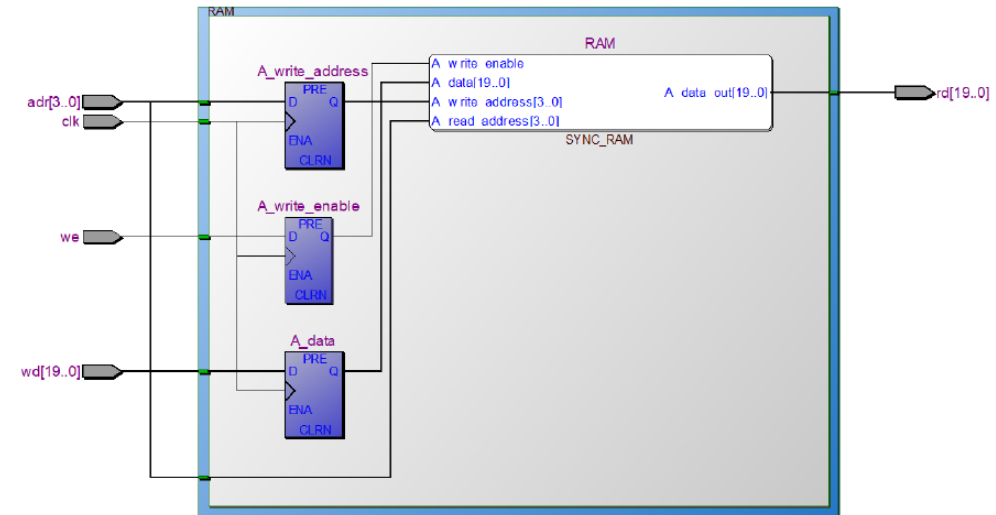 RAM
RAM
A_write_address
A write enable
PRE
A data[19..0]
A data out[19..0]
rd[19..0]
adr[3..0]
D Q
A write address[3..0]
clk
A read address[3..0]
ENA
SYNC_RAM
CLRN
A_write_enable
PRE
we
D Q
ENA
CLRN
A_data
PRE
wd[19..0]
D Q
ENA
CLRN